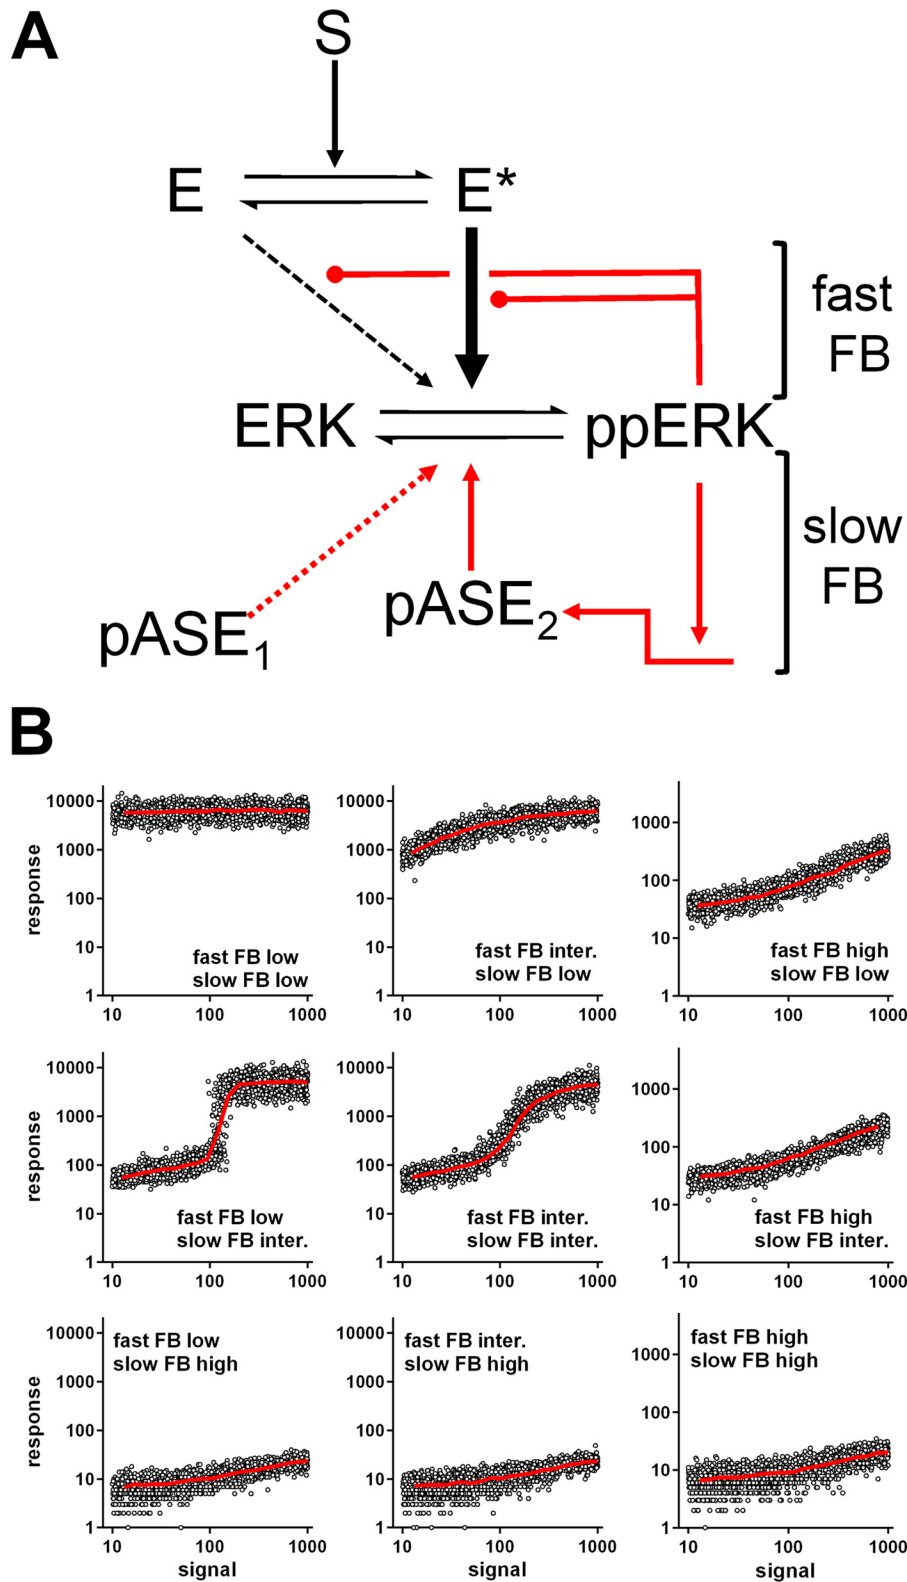 A
S
E
E*
fast
FB
ERK
ppERK
slow
FB
pASE1
pASE2
B
10000
1000
100
10
1
response
fast FB low
slow FB low
10
100
1000
10000
1000
100
10
1
fast FB inter.
slow FB low
10
100
1000
1000
100
10
1
fast FB high
slow FB low
10
100
1000
10000
1000
100
10
1
response
fast FB low
slow FB inter.
10
100
1000
10000
1000
100
10
1
fast FB inter.
slow FB inter.
10
100
1000
1000
100
10
1
fast FB high
slow FB inter.
10
100
1000
10000
1000
100
10
1
response
fast FB low
slow FB high
10
100
1000
signal
10000
1000
100
10
1
fast FB inter.
slow FB high
10
100
1000
signal
1000
100
10
1
fast FB high
slow FB high
10
100
1000
signal